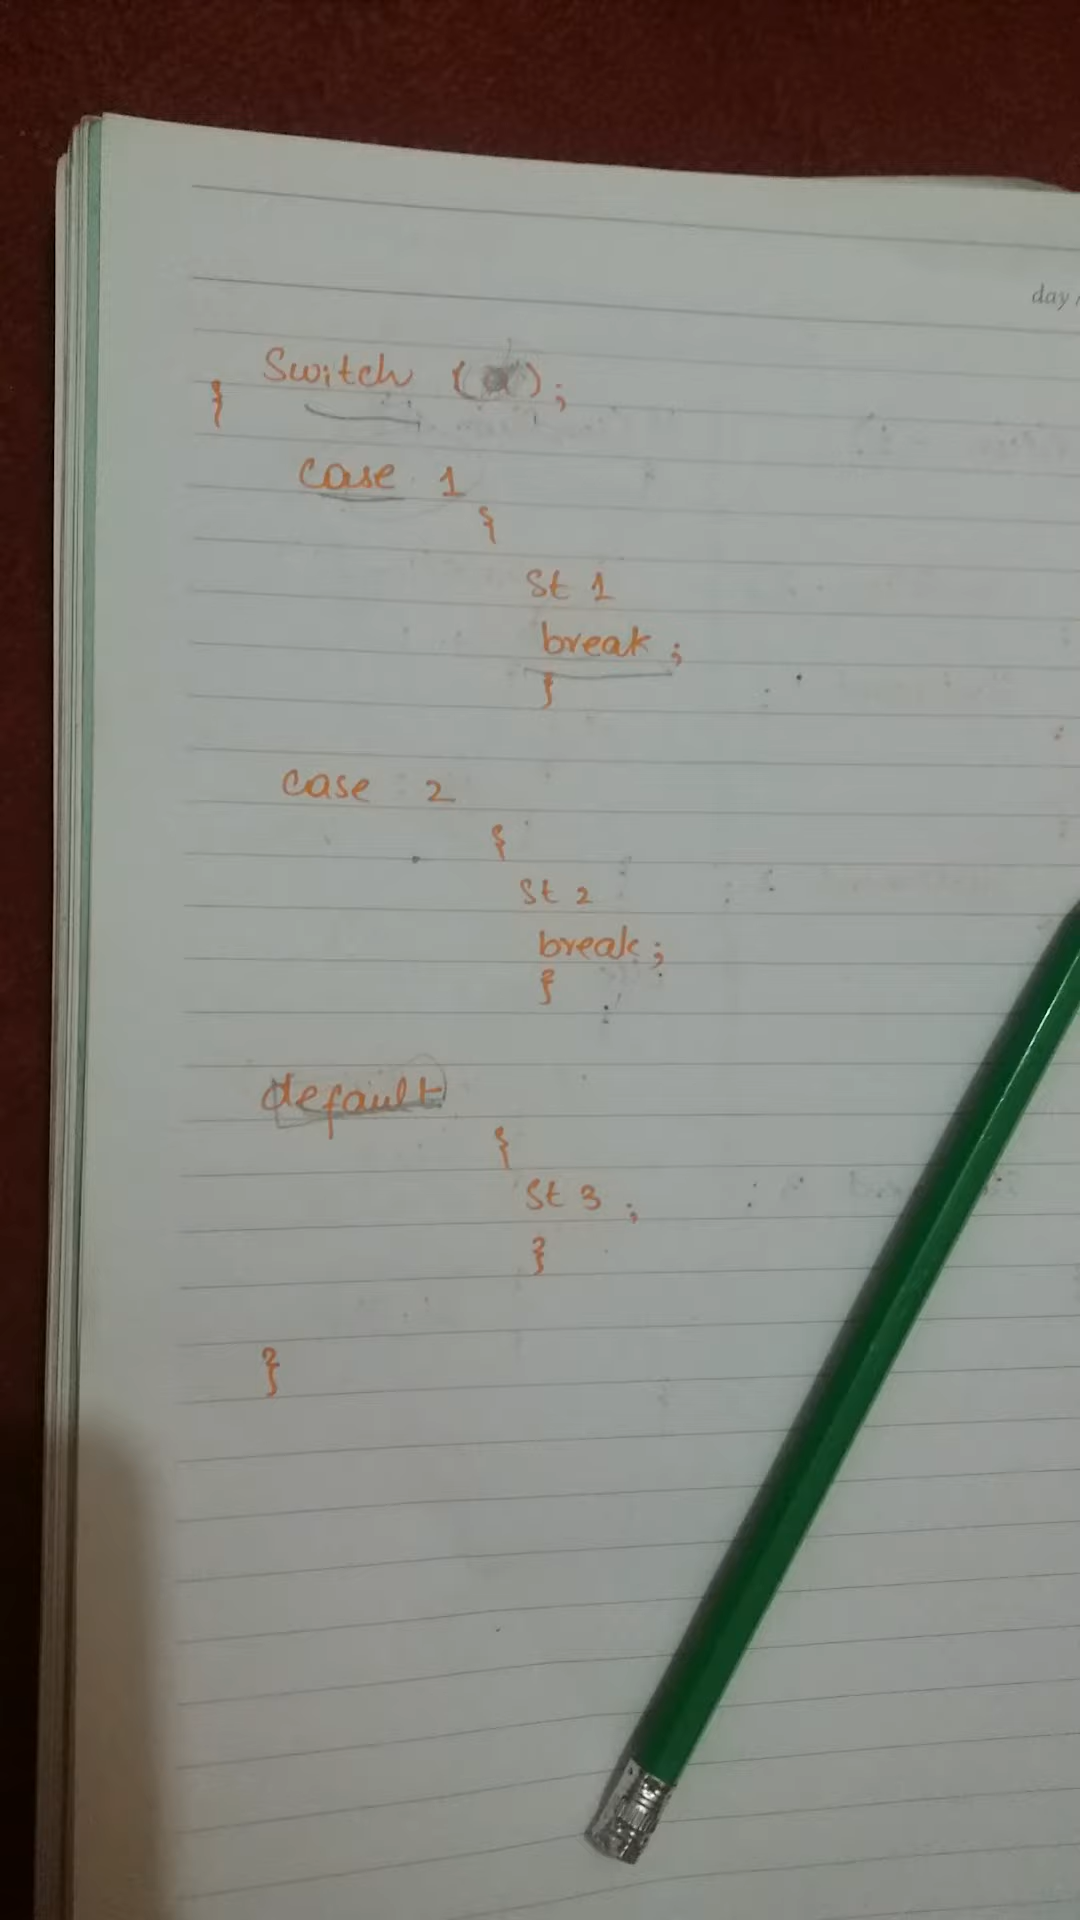 day
Switch ( );
{
case 1
{
St 1
break ;
}
case 2
{
St 2
break ;
}
default
{
St 3 ;
}
}